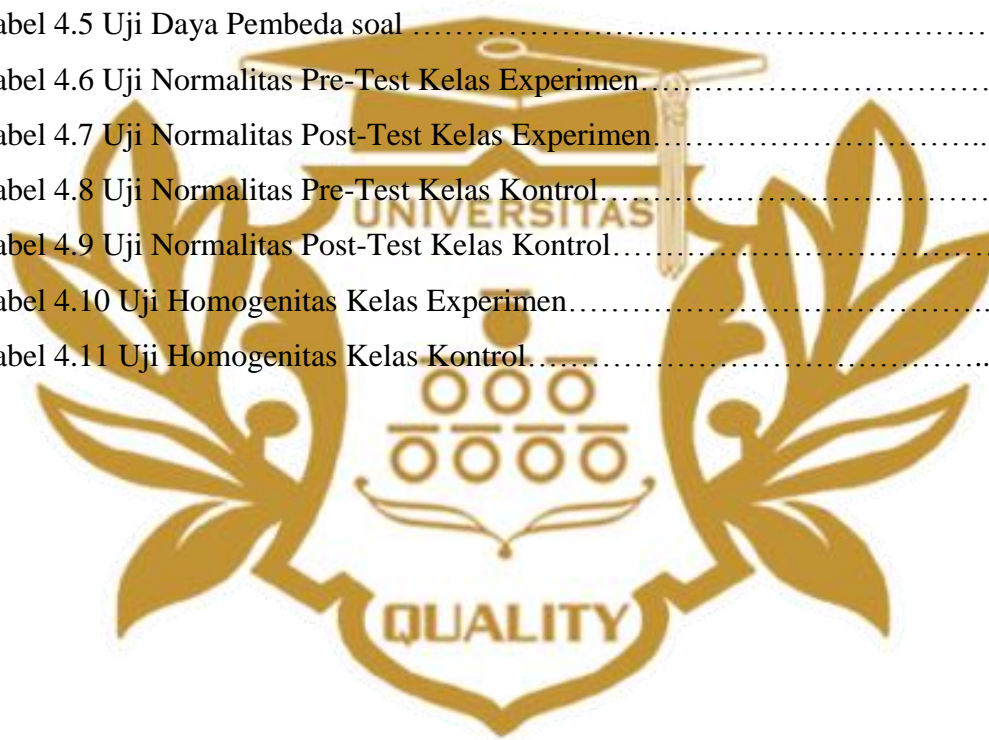 abel 4.5 Uji Daya Pembeda soal ……………………………………………………
abel 4.6 Uji Normalitas Pre-Test Kelas Experimen……………………………
abel 4.7 Uji Normalitas Post-Test Kelas Experimen…………………………..
abel 4.8 Uji Normalitas Pre-Test Kelas Kontrol…………………………………
UNIVERSITAS
abel 4.9 Uji Normalitas Post-Test Kelas Kontrol…………………………………
abel 4.10 Uji Homogenitas Kelas Experimen……………………………………
abel 4.11 Uji Homogenitas Kelas Kontrol………………………………………..
QUALITY